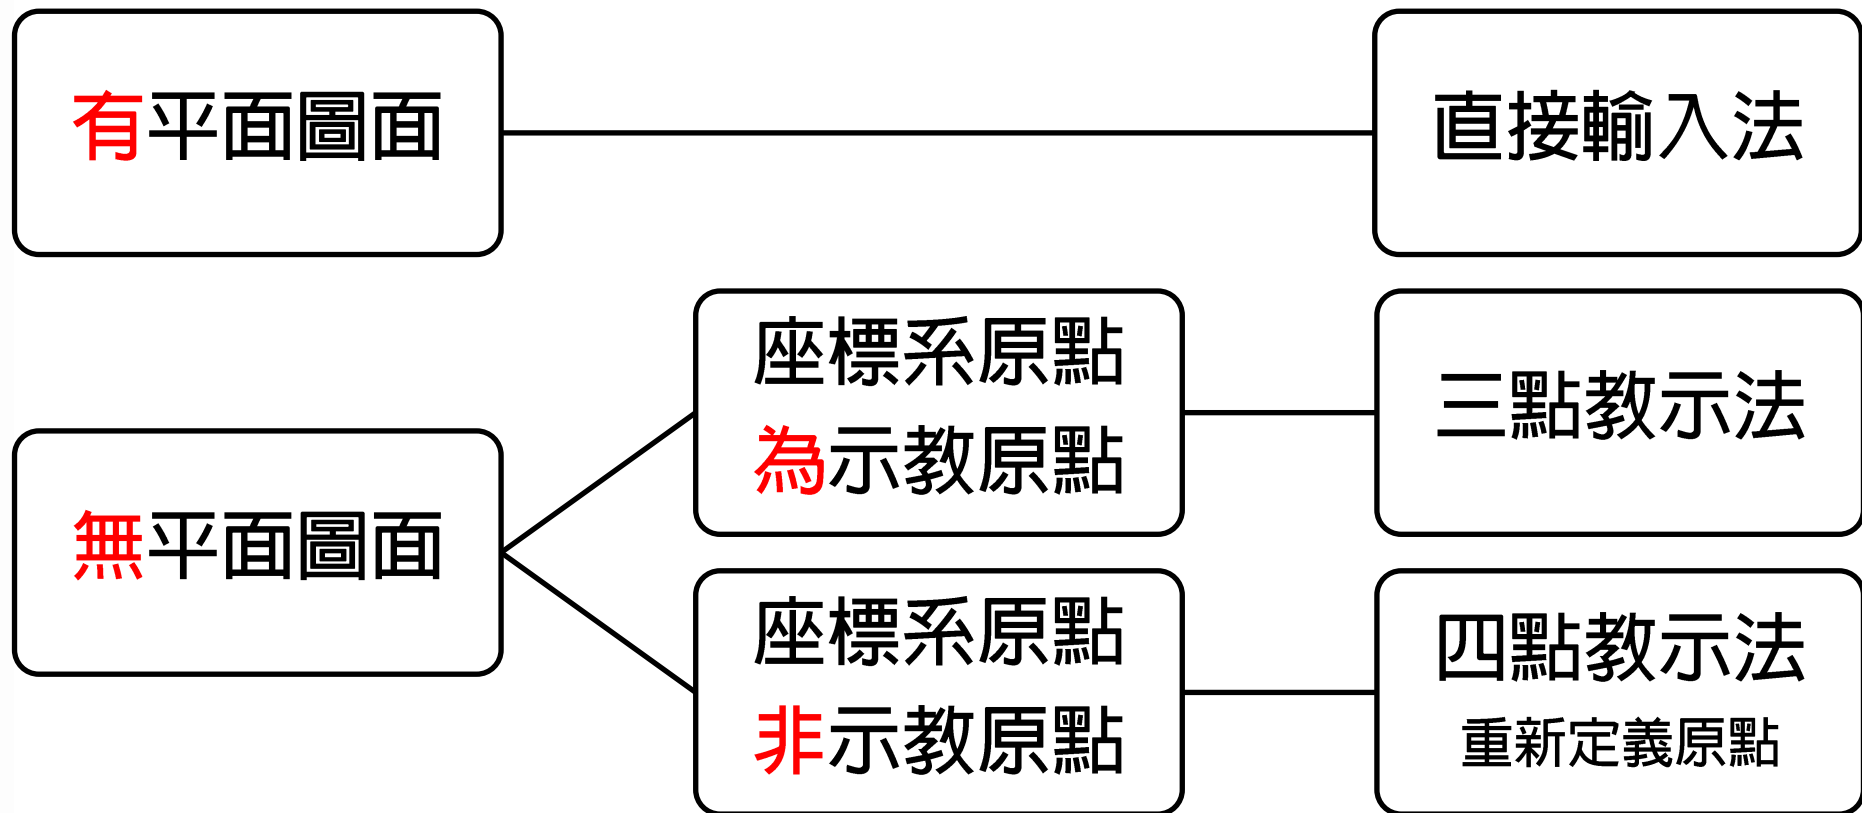 有平面圖面
直接輸入法
無平面圖面
座標系原點
為示教原點
三點教示法
座標系原點
非示教原點
四點教示法
重新定義原點